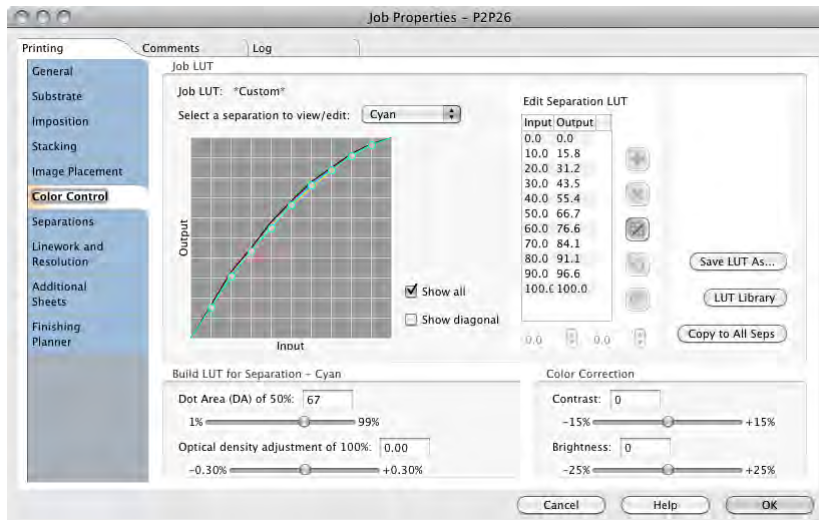 Job Properties - P2P26
Printing
Comments
Log
General
Substrate
Imposition
Stacking
Image Placement
Color Control
Separations
Linework and
Resolution
Additional
Sheets
Finishing
Planner
Job LUT
Job LUT: *Custom*
Select a separation to view/edit: Cyan
Output
Input
Show all
Show diagonal
Edit Separation LUT
Input Output
0.0 0.0
10.0 15.8
20.0 31.2
30.0 43.5
40.0 55.4
50.0 66.7
60.0 76.6
70.0 84.1
80.0 91.1
90.0 96.6
100.0 100.0
0.0 0.0
Save LUT As...
LUT Library
Copy to All Seps
Build LUT for Separation - Cyan
Dot Area (DA) of 50%: 67
1% 99%
Optical density adjustment of 100%: 0.00
-0.30% +0.30%
Color Correction
Contrast: 0
-15% +15%
Brightness: 0
-25% +25%
Cancel
Help
OK